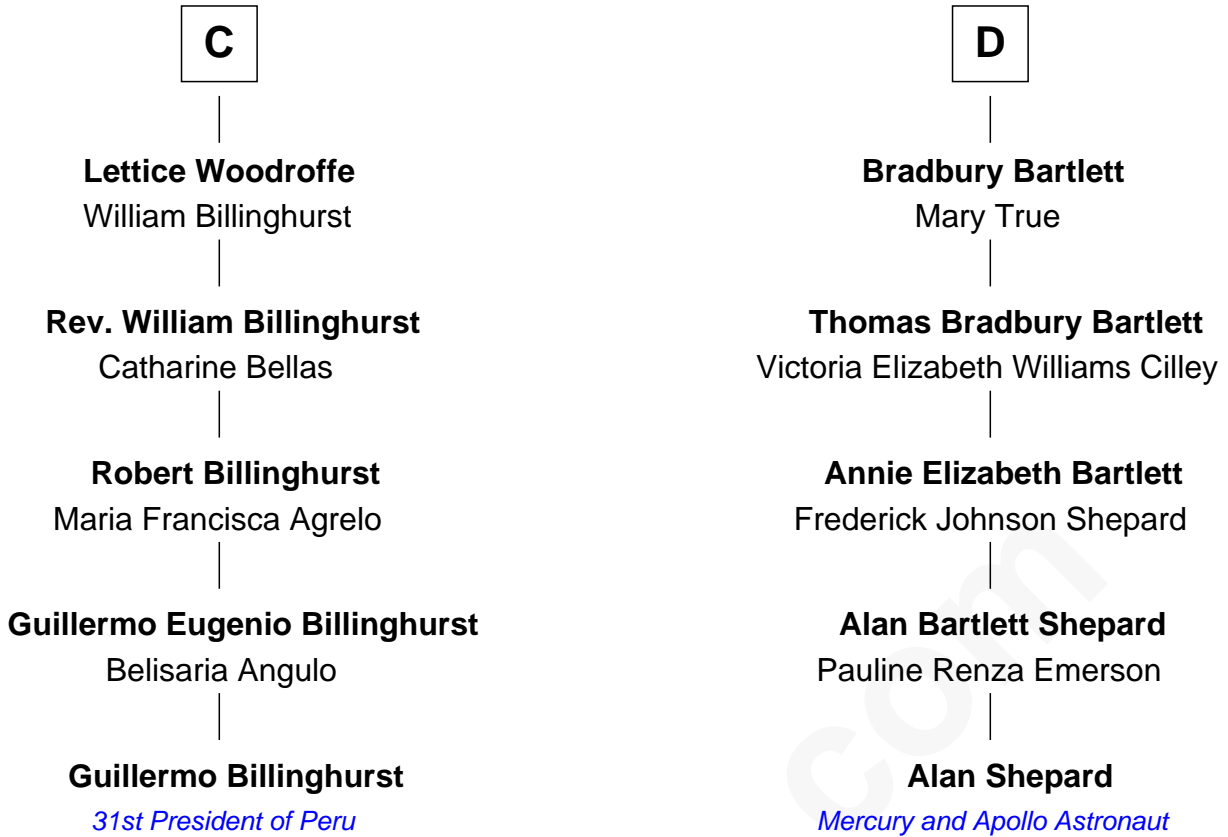 C
Lettice Woodroffe
William Billinghurst
Rev. William Billinghurst
Catharine Bellas
Robert Billinghurst
Maria Francisca Agrelo
Guillermo Eugenio Billinghurst
Belisaria Angulo
Guillermo Billinghurst
31st President of Peru
D
Bradbury Bartlett
Mary True
Thomas Bradbury Bartlett
Victoria Elizabeth Williams Cilley
Annie Elizabeth Bartlett
Frederick Johnson Shepard
Alan Bartlett Shepard
Pauline Renza Emerson
Alan Shepard
Mercury and Apollo Astronaut
com